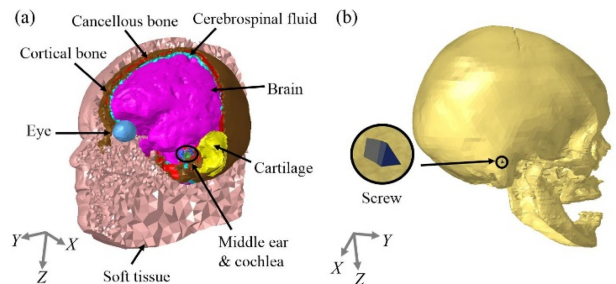 (a)
Cancellous bone
Cerebrospinal fluid
Cortical bone
Brain
Eye
Cartilage
Middle ear
& cochlea
Soft tissue
Y
X
Z
(b)
Screw
Y
X
Z